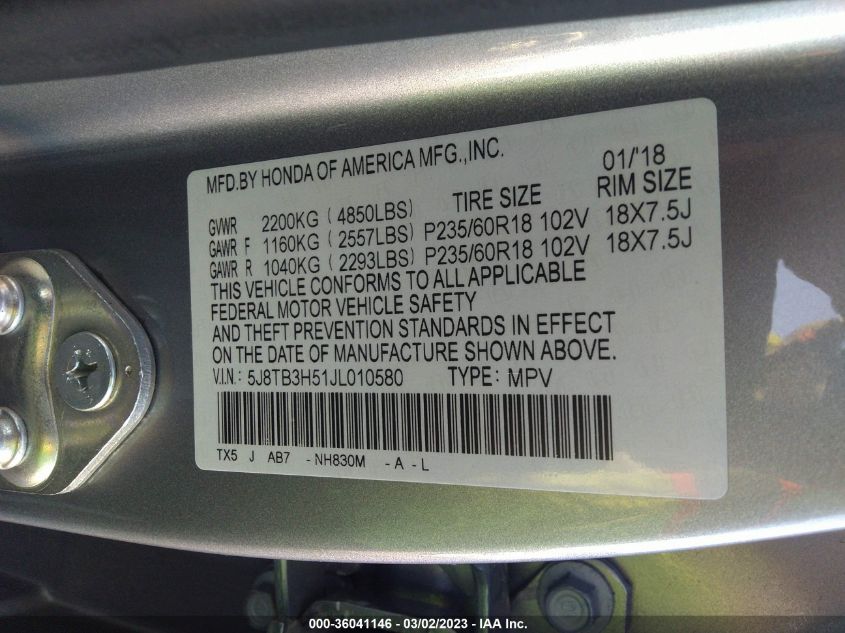 MFD.BY HONDA OF AMERICA MFG.,INC. 01/'18
TIRE SIZE RIM SIZE
GVWR 2200KG ( 4850LBS)
GAWR F 1160KG ( 2557LBS) P235/60R18 102V 18X7.5J
GAWR R 1040KG ( 2293LBS) P235/60R18 102V 18X7.5J
THIS VEHICLE CONFORMS TO ALL APPLICABLE
FEDERAL MOTOR VEHICLE SAFETY
AND THEFT PREVENTION STANDARDS IN EFFECT
ON THE DATE OF MANUFACTURE SHOWN ABOVE.
V.I.N.: 5J8TB3H51JL010580 TYPE: MPV
TX5 J AB7 -NH830M -A-L
000-36041146 - 03/02/2023 - IAA Inc.